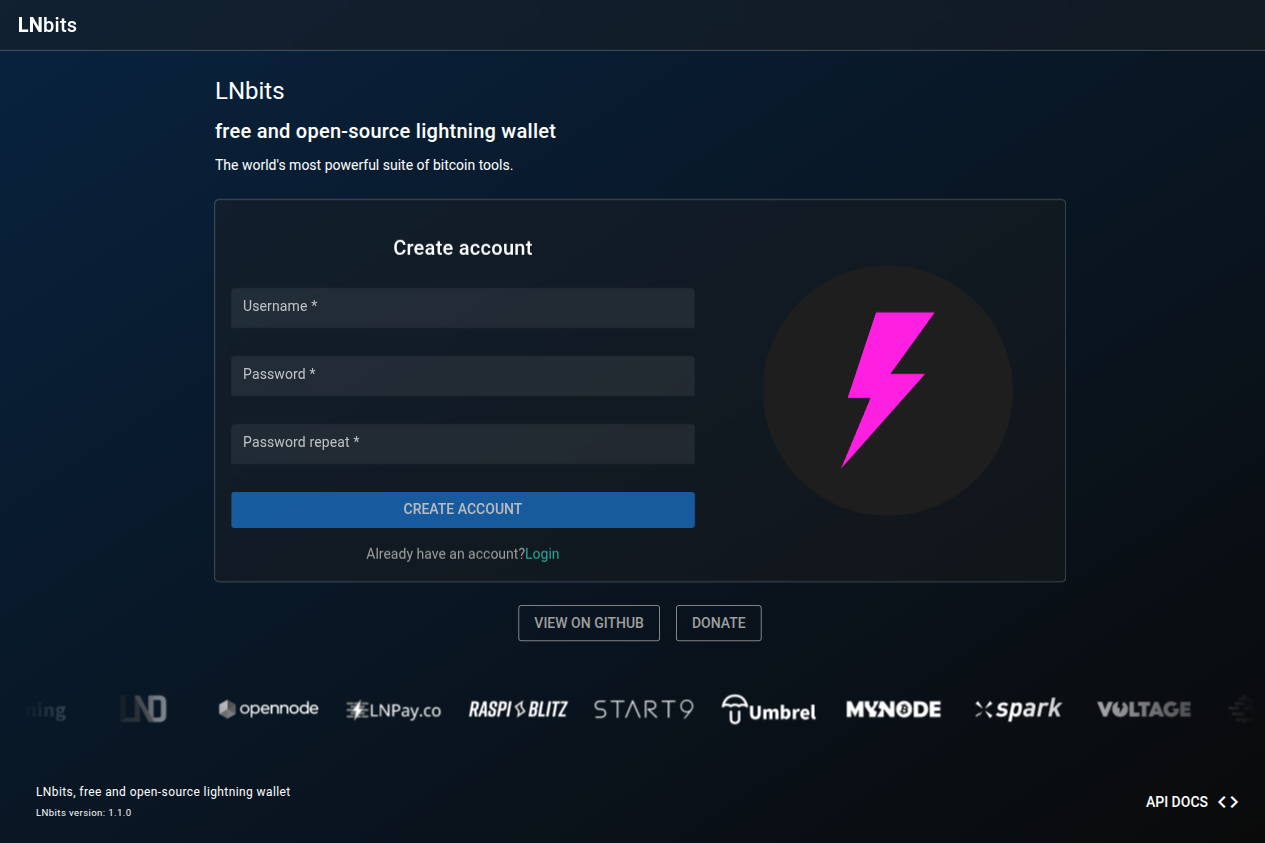 LNbits
LNbits
free and open-source lightning wallet
The world's most powerful suite of bitcoin tools.
Create account
Username *
Password *
Password repeat *
CREATE ACCOUNT
Already have an account?Login
VIEW ON GITHUB
DONATE
ning LND opennode LNPay.co RASPI BLITZ START9 Umbrel MYNODE spark VOLTAGE
LNbits, free and open-source lightning wallet
LNbits version: 1.1.0
API DOCS